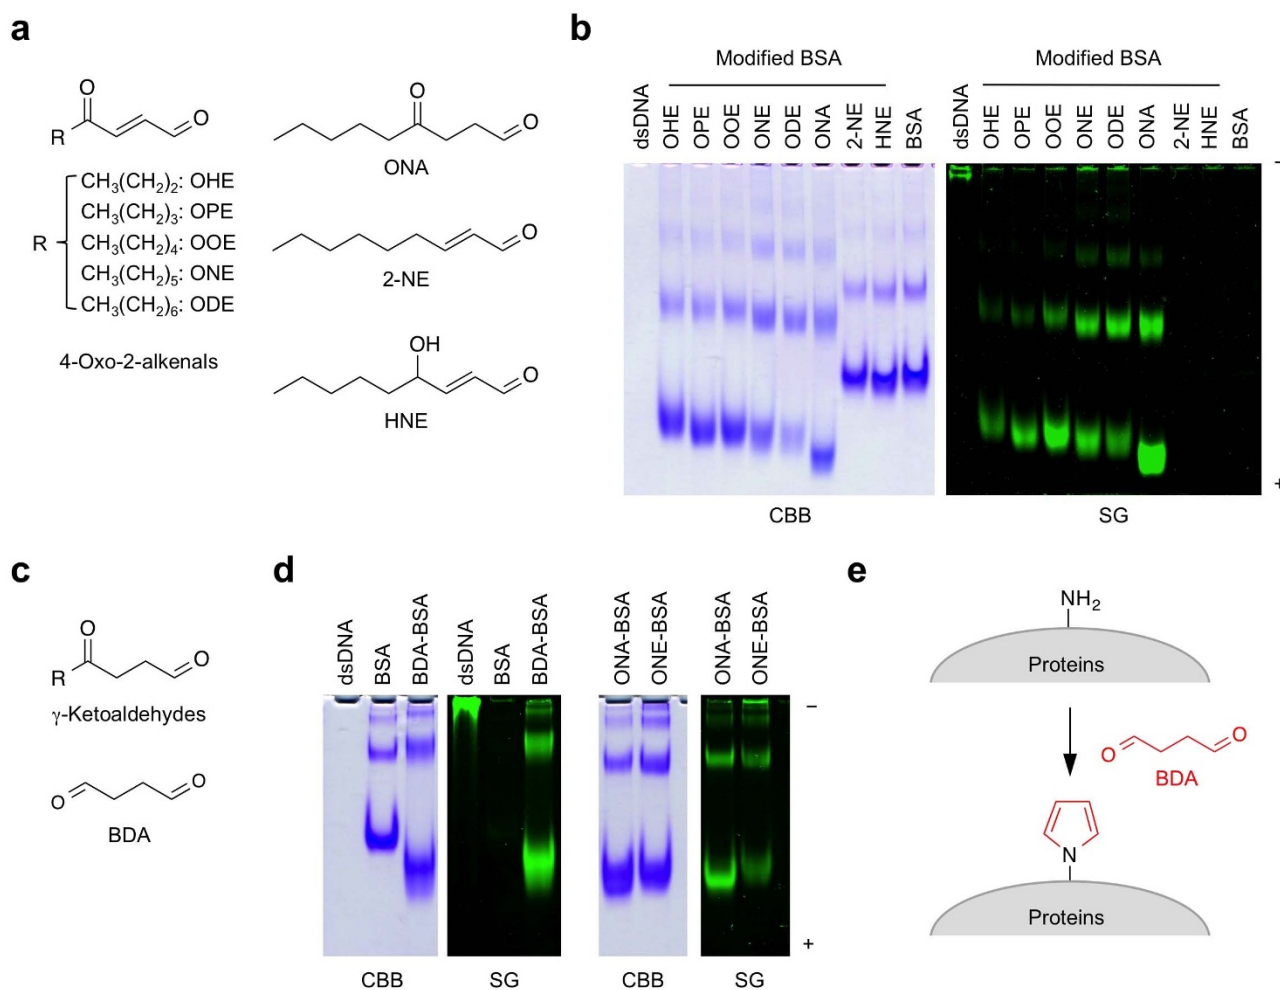 a
O
R
O
CH₃(CH₂)₂: OHE
CH₃(CH₂)₃: OPE
R
CH₃(CH₂)₄: OOE
CH₃(CH₂)₅: ONE
CH₃(CH₂)₆: ODE
4-Oxo-2-alkenals
O
O
ONA
O
2-NE
OH
O
HNE
b
Modified BSA
dsDNA
OHE
OPE
OOE
ONE
ODE
ONA
2-NE
HNE
BSA
CBB
Modified BSA
dsDNA
OHE
OPE
OOE
ONE
ODE
ONA
2-NE
HNE
BSA
−
+
SG
c
O
R
O
γ-Ketoaldehydes
O
O
BDA
d
dsDNA
BSA
BDA-BSA
CBB
dsDNA
BSA
BDA-BSA
SG
ONA-BSA
ONE-BSA
CBB
ONA-BSA
ONE-BSA
SG
−
+
e
NH₂
Proteins
O
O
BDA
N
Proteins